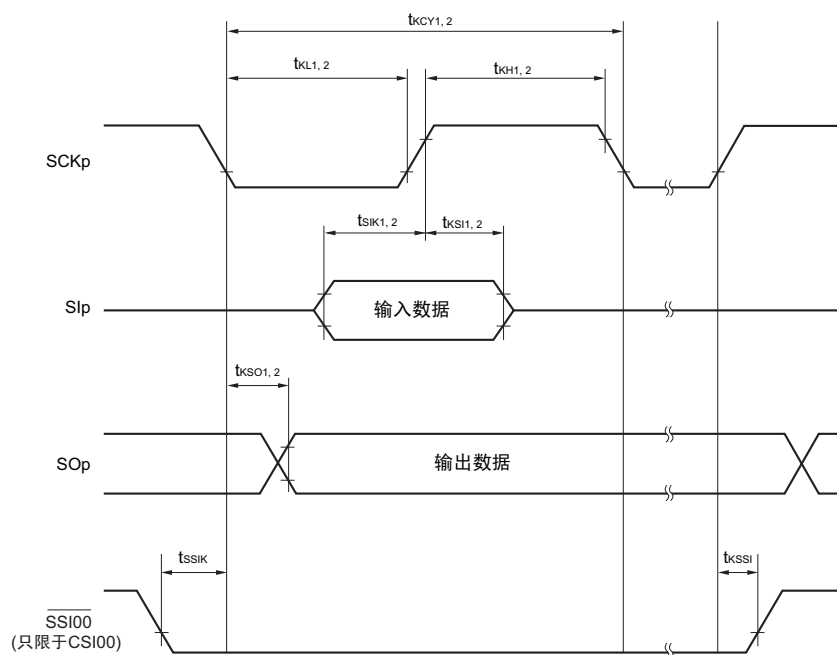 tKCY1, 2
tKL1, 2
tKH1, 2
SCKp
tSIK1, 2
tKSI1, 2
SIp
输入数据
tKSO1, 2
SOp
输出数据
tSSIK
tKSSI
SSI00
(只限于CSI00)